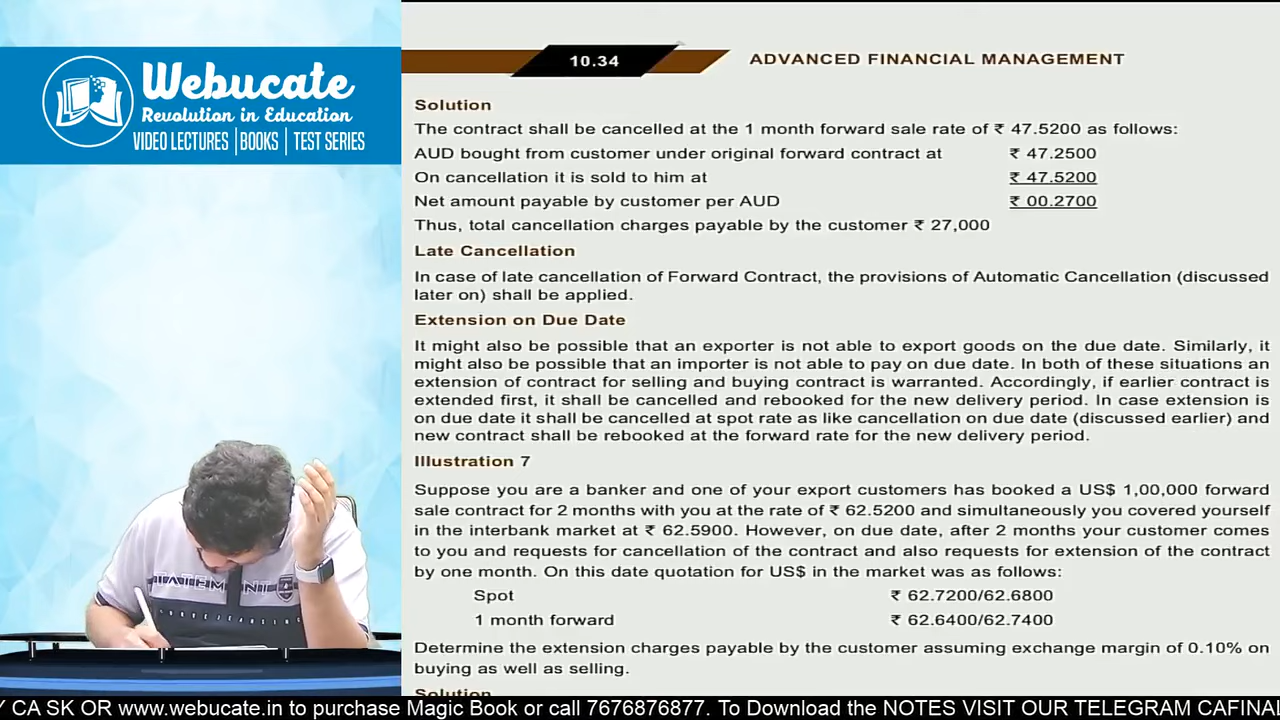 Webucate
Revolution in Education
VIDEO LECTURES | BOOKS | TEST SERIES
10.34
ADVANCED FINANCIAL MANAGEMENT
Solution
The contract shall be cancelled at the 1 month forward sale rate of ₹ 47.5200 as follows:
AUD bought from customer under original forward contract at ₹ 47.2500
On cancellation it is sold to him at ₹ 47.5200
Net amount payable by customer per AUD ₹ 00.2700
Thus, total cancellation charges payable by the customer ₹ 27,000
Late Cancellation
In case of late cancellation of Forward Contract, the provisions of Automatic Cancellation (discussed
later on) shall be applied.
Extension on Due Date
It might also be possible that an exporter is not able to export goods on the due date. Similarly, it
might also be possible that an importer is not able to pay on due date. In both of these situations an
extension of contract for selling and buying contract is warranted. Accordingly, if earlier contract is
extended first, it shall be cancelled and rebooked for the new delivery period. In case extension is
on due date it shall be cancelled at spot rate as like cancellation on due date (discussed earlier) and
new contract shall be rebooked at the forward rate for the new delivery period.
Illustration 7
Suppose you are a banker and one of your export customers has booked a US$ 1,00,000 forward
sale contract for 2 months with you at the rate of ₹ 62.5200 and simultaneously you covered yourself
in the interbank market at ₹ 62.5900. However, on due date, after 2 months your customer comes
to you and requests for cancellation of the contract and also requests for extension of the contract
by one month. On this date quotation for US$ in the market was as follows:
Spot ₹ 62.7200/62.6800
1 month forward ₹ 62.6400/62.7400
Determine the extension charges payable by the customer assuming exchange margin of 0.10% on
buying as well as selling.
Solution
Y CA SK OR www.webucate.in to purchase Magic Book or call 7676876877. To Download the NOTES VISIT OUR TELEGRAM CAFINAL